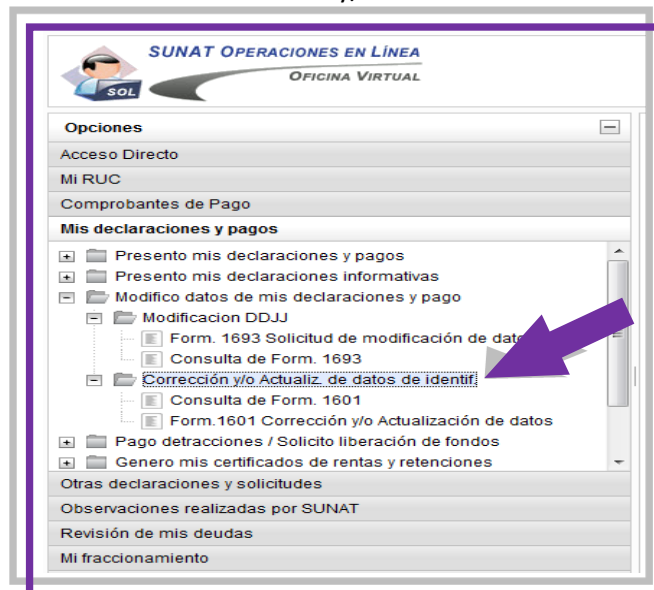 SUNAT OPERACIONES EN LÍNEA
OFICINA VIRTUAL
SOL
Opciones
Acceso Directo
Mi RUC
Comprobantes de Pago
Mis declaraciones y pagos
Presento mis declaraciones y pagos
Presento mis declaraciones informativas
Modifico datos de mis declaraciones y pago
Modificacion DDJJ
Form. 1693 Solicitud de modificación de
Consulta de Form. 1693
Corrección y/o Actualiz. de datos de identif.
Consulta de Form. 1601
Form.1601 Corrección y/o Actualización de datos
Pago detracciones / Solicito liberación de fondos
Genero mis certificados de rentas y retenciones
Otras declaraciones y solicitudes
Observaciones realizadas por SUNAT
Revisión de mis deudas
Mi fraccionamiento